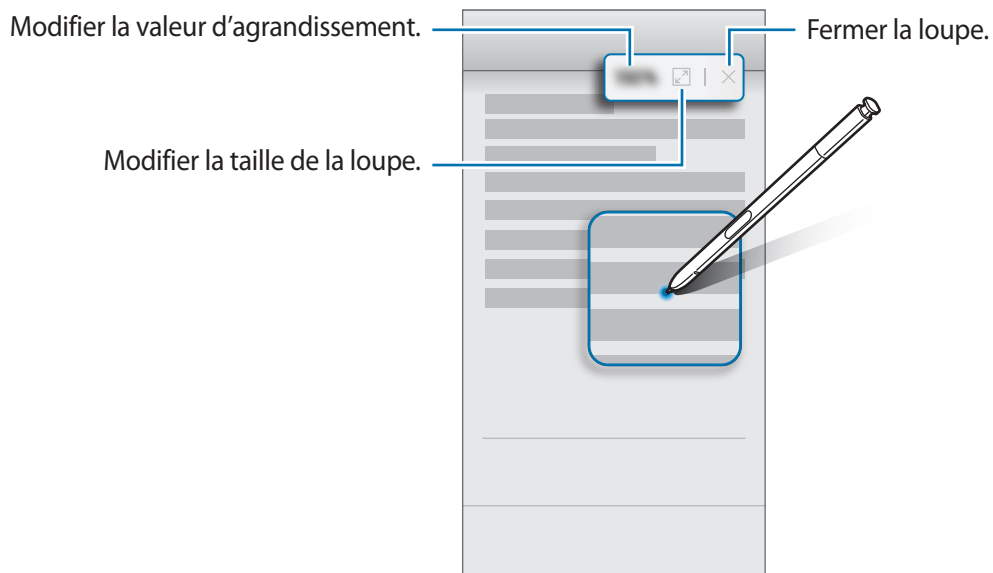 Modifier la valeur d’agrandissement.
Fermer la loupe.
Modifier la taille de la loupe.